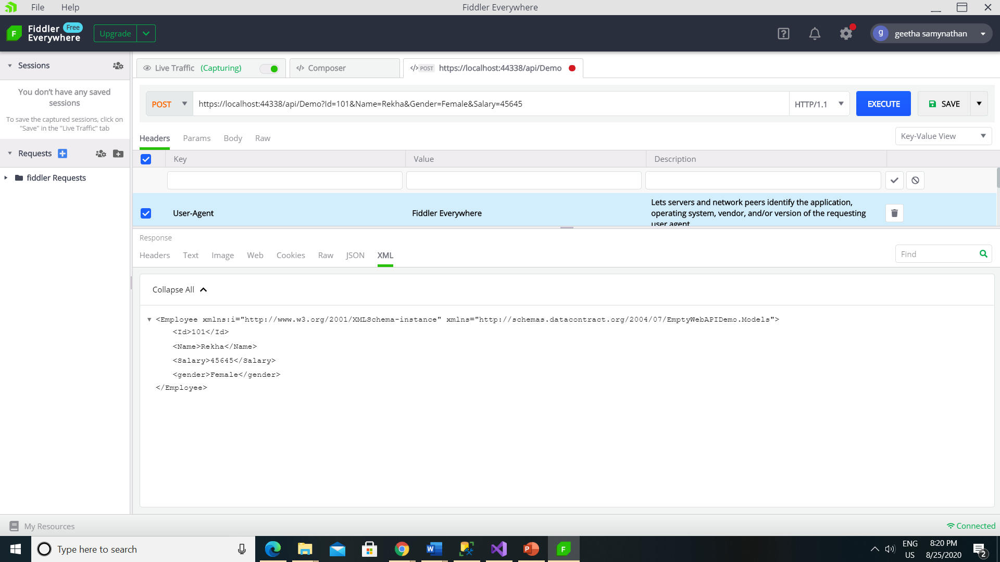 File Help Fiddler Everywhere
F Fiddler Everywhere Free Upgrade g geetha samynathan
Sessions
You don't have any saved
sessions
To save the captured sessions, click on
"Save" in the "Live Traffic" tab
Requests
fiddler Requests
Live Traffic (Capturing) </> Composer </> POST https://localhost:44338/api/Demo
POST https://localhost:44338/api/Demo?Id=101&Name=Rekha&Gender=Female&Salary=45645 HTTP/1.1 EXECUTE SAVE
Headers Params Body Raw Key-Value View
Key Value Description
User-Agent Fiddler Everywhere
Lets servers and network peers identify the application,
operating system, vendor, and/or version of the requesting
user agent
Response
Headers Text Image Web Cookies Raw JSON XML Find
Collapse All
<Employee xmlns:i="http://www.w3.org/2001/XMLSchema-instance" xmlns="http://schemas.datacontract.org/2004/07/EmptyWebAPIDemo.Models">
<Id>101</Id>
<Name>Rekha</Name>
<Salary>45645</Salary>
<gender>Female</gender>
</Employee>
My Resources Connected
Type here to search
ENG
US
8:20 PM
8/25/2020
2